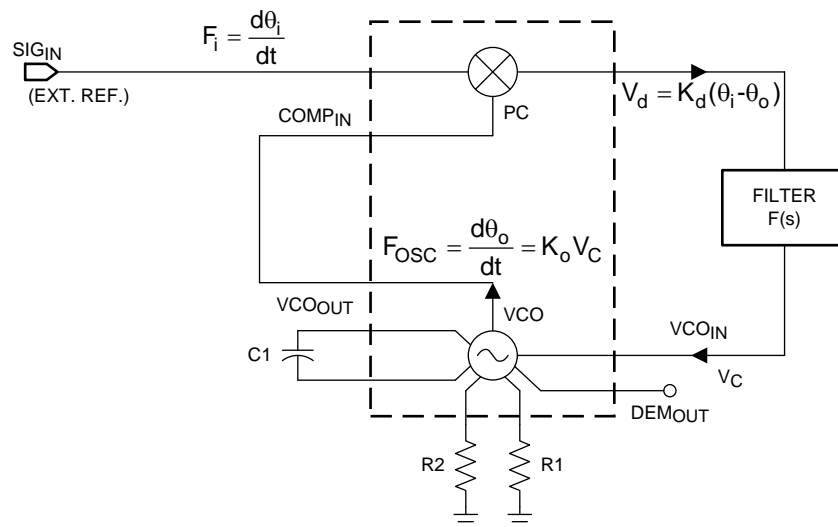 F_i = dθ_i/dt
SIG_IN
(EXT. REF.)
COMP_IN
PC
V_d = K_d(θ_i-θ_o)
FILTER
F(s)
F_OSC = dθ_o/dt = K_oV_C
VCO_OUT
VCO
VCO_IN
C1
V_C
DEM_OUT
R2
R1